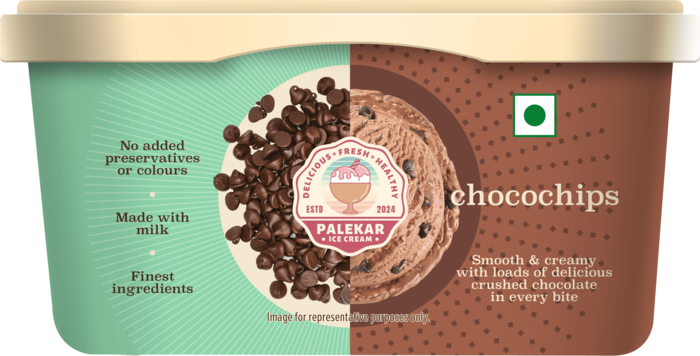 No added
preservatives
or colours
Made with
milk
Finest
ingredients
DELICIOUS • FRESH • HEALTHY
ESTD 2024
PALEKAR
• ICE CREAM •
chocochips
Smooth & creamy
with loads of delicious
crushed chocolate
in every bite
Image for representative purposes only.